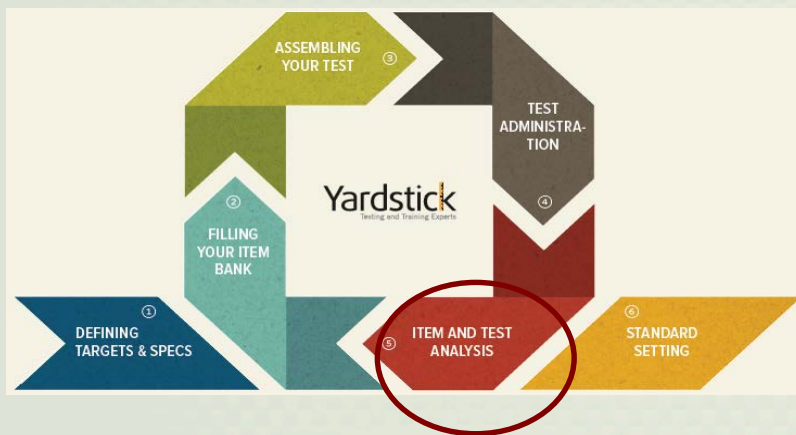 ①
DEFINING
TARGETS & SPECS
②
FILLING
YOUR ITEM
BANK
ASSEMBLING
YOUR TEST
③
TEST
ADMINISTRA-
TION
④
⑤
ITEM AND TEST
ANALYSIS
⑥
STANDARD
SETTING
Yardstick
Testing and Training Experts